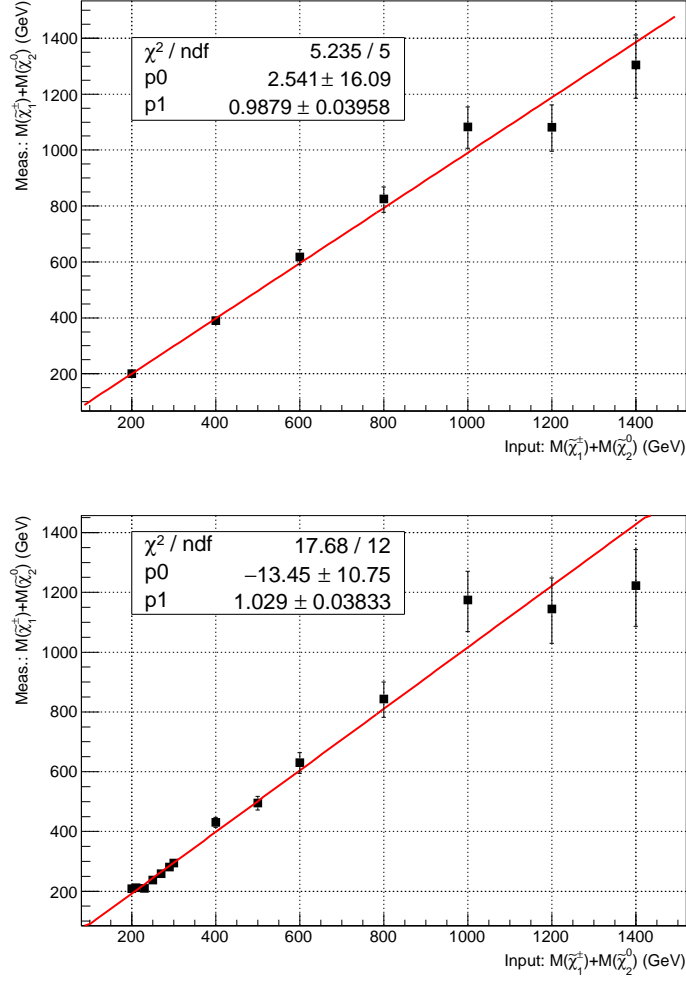 Meas.: M(χ̃₁±)+M(χ̃₂⁰) (GeV)
1400
1200
1000
800
600
400
200
χ² / ndf 5.235 / 5
p0 2.541 ± 16.09
p1 0.9879 ± 0.03958
200 400 600 800 1000 1200 1400
Input: M(χ̃₁±)+M(χ̃₂⁰) (GeV)
Meas.: M(χ̃₁±)+M(χ̃₂⁰) (GeV)
1400
1200
1000
800
600
400
200
χ² / ndf 17.68 / 12
p0 −13.45 ± 10.75
p1 1.029 ± 0.03833
200 400 600 800 1000 1200 1400
Input: M(χ̃₁±)+M(χ̃₂⁰) (GeV)